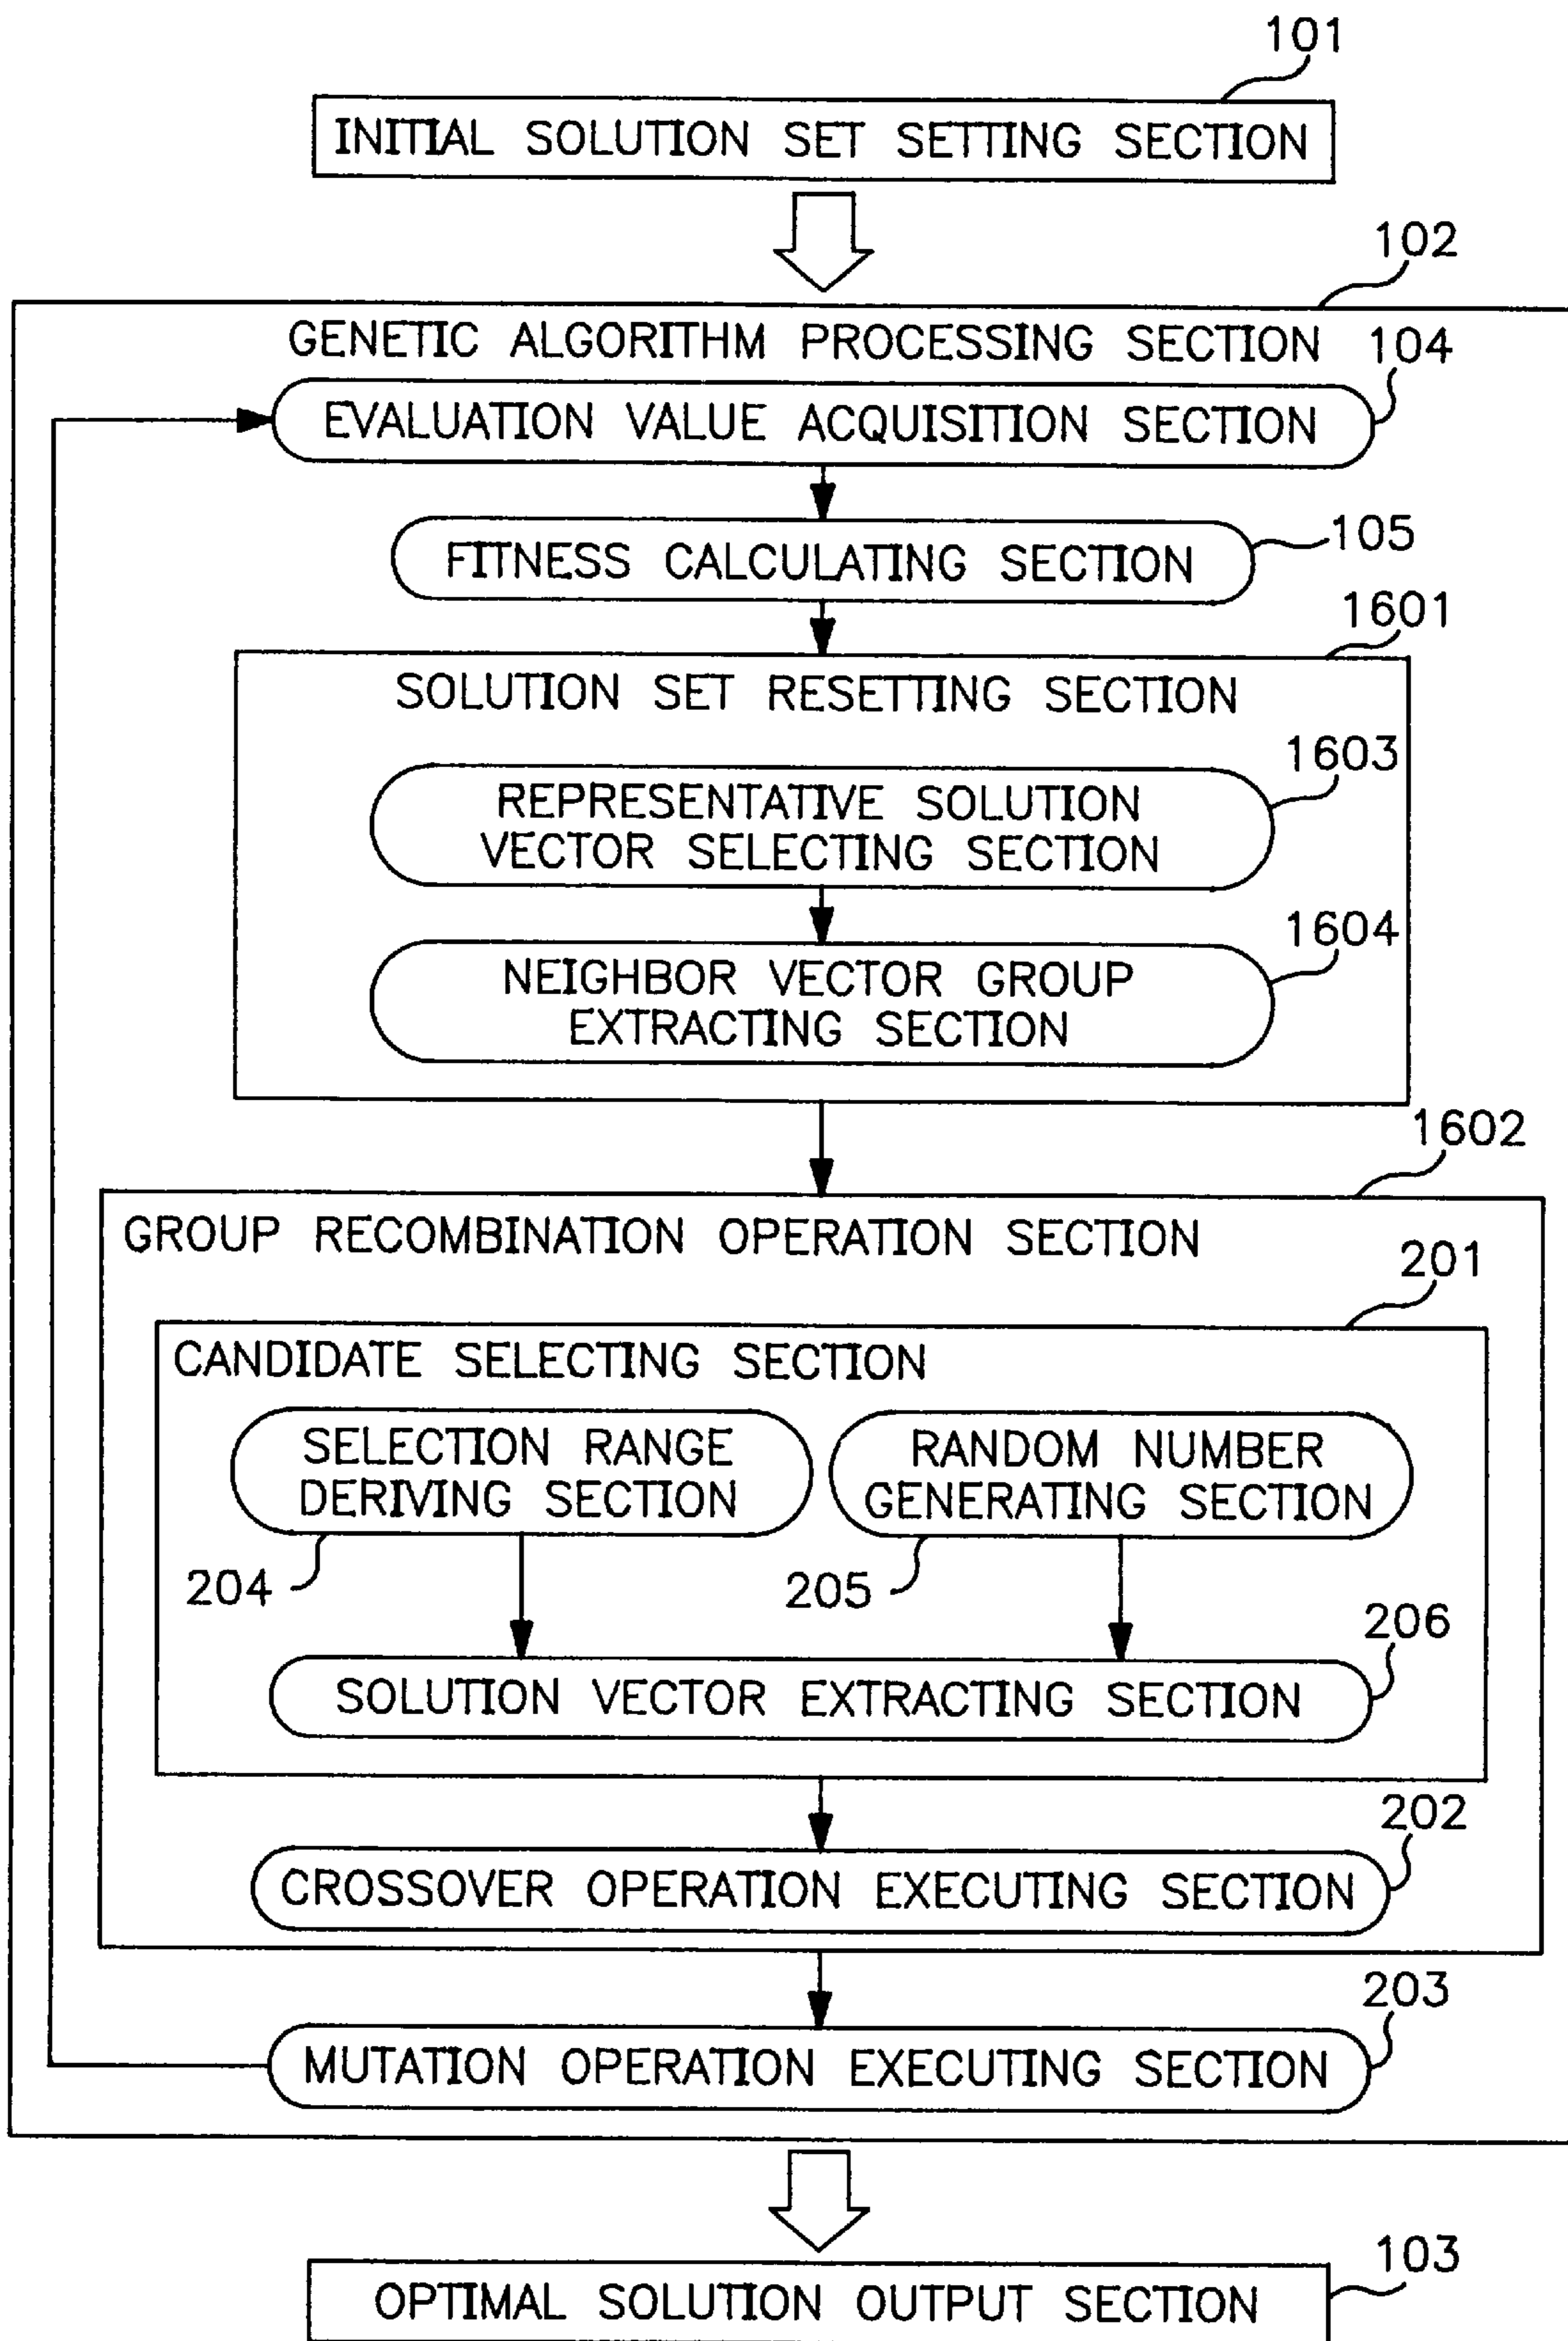 101
INITIAL SOLUTION SET SETTING SECTION
102
GENETIC ALGORITHM PROCESSING SECTION
104
EVALUATION VALUE ACQUISITION SECTION
FITNESS CALCULATING SECTION
105
1601
SOLUTION SET RESETTING SECTION
1603
REPRESENTATIVE SOLUTION
VECTOR SELECTING SECTION
1604
NEIGHBOR VECTOR GROUP
EXTRACTING SECTION
1602
GROUP RECOMBINATION OPERATION SECTION
201
CANDIDATE SELECTING SECTION
SELECTION RANGE
DERIVING SECTION
RANDOM NUMBER
GENERATING SECTION
204
205
206
SOLUTION VECTOR EXTRACTING SECTION
202
CROSSOVER OPERATION EXECUTING SECTION
203
MUTATION OPERATION EXECUTING SECTION
103
OPTIMAL SOLUTION OUTPUT SECTION